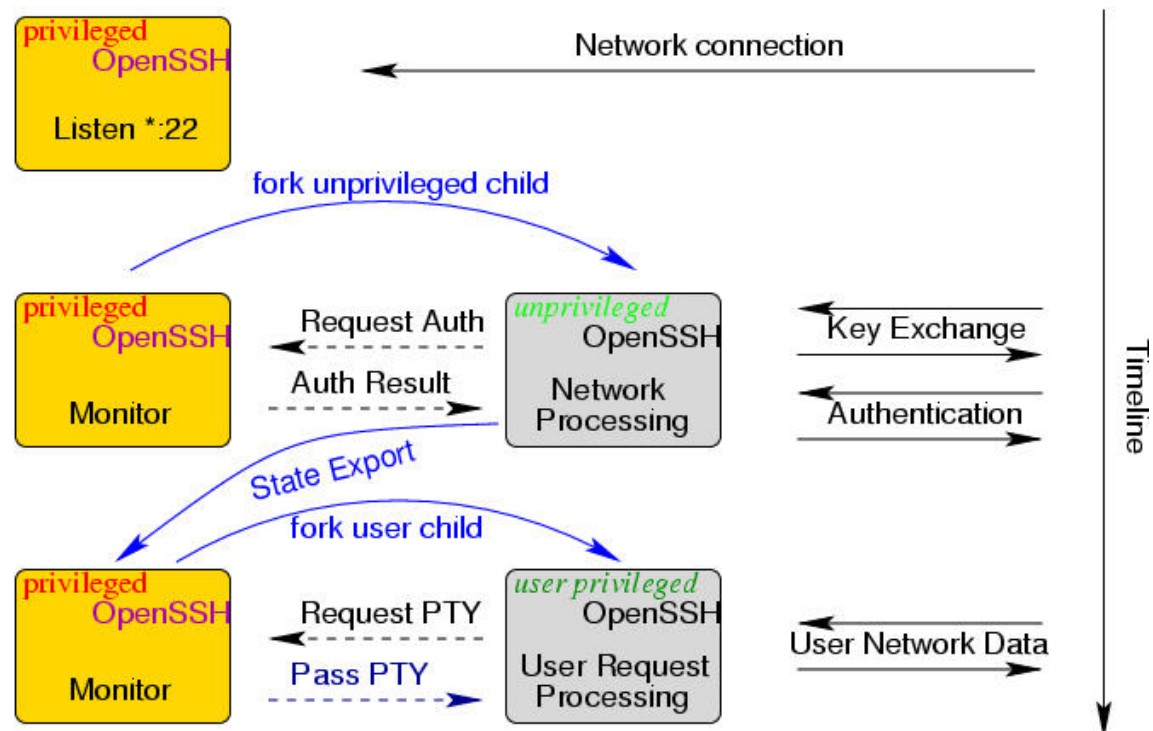 privileged
OpenSSH
Listen *:22
Network connection
fork unprivileged child
privileged
OpenSSH
Monitor
Request Auth
Auth Result
unprivileged
OpenSSH
Network
Processing
Key Exchange
Authentication
Timeline
State Export
fork user child
privileged
OpenSSH
Monitor
Request PTY
Pass PTY
user privileged
OpenSSH
User Request
Processing
User Network Data